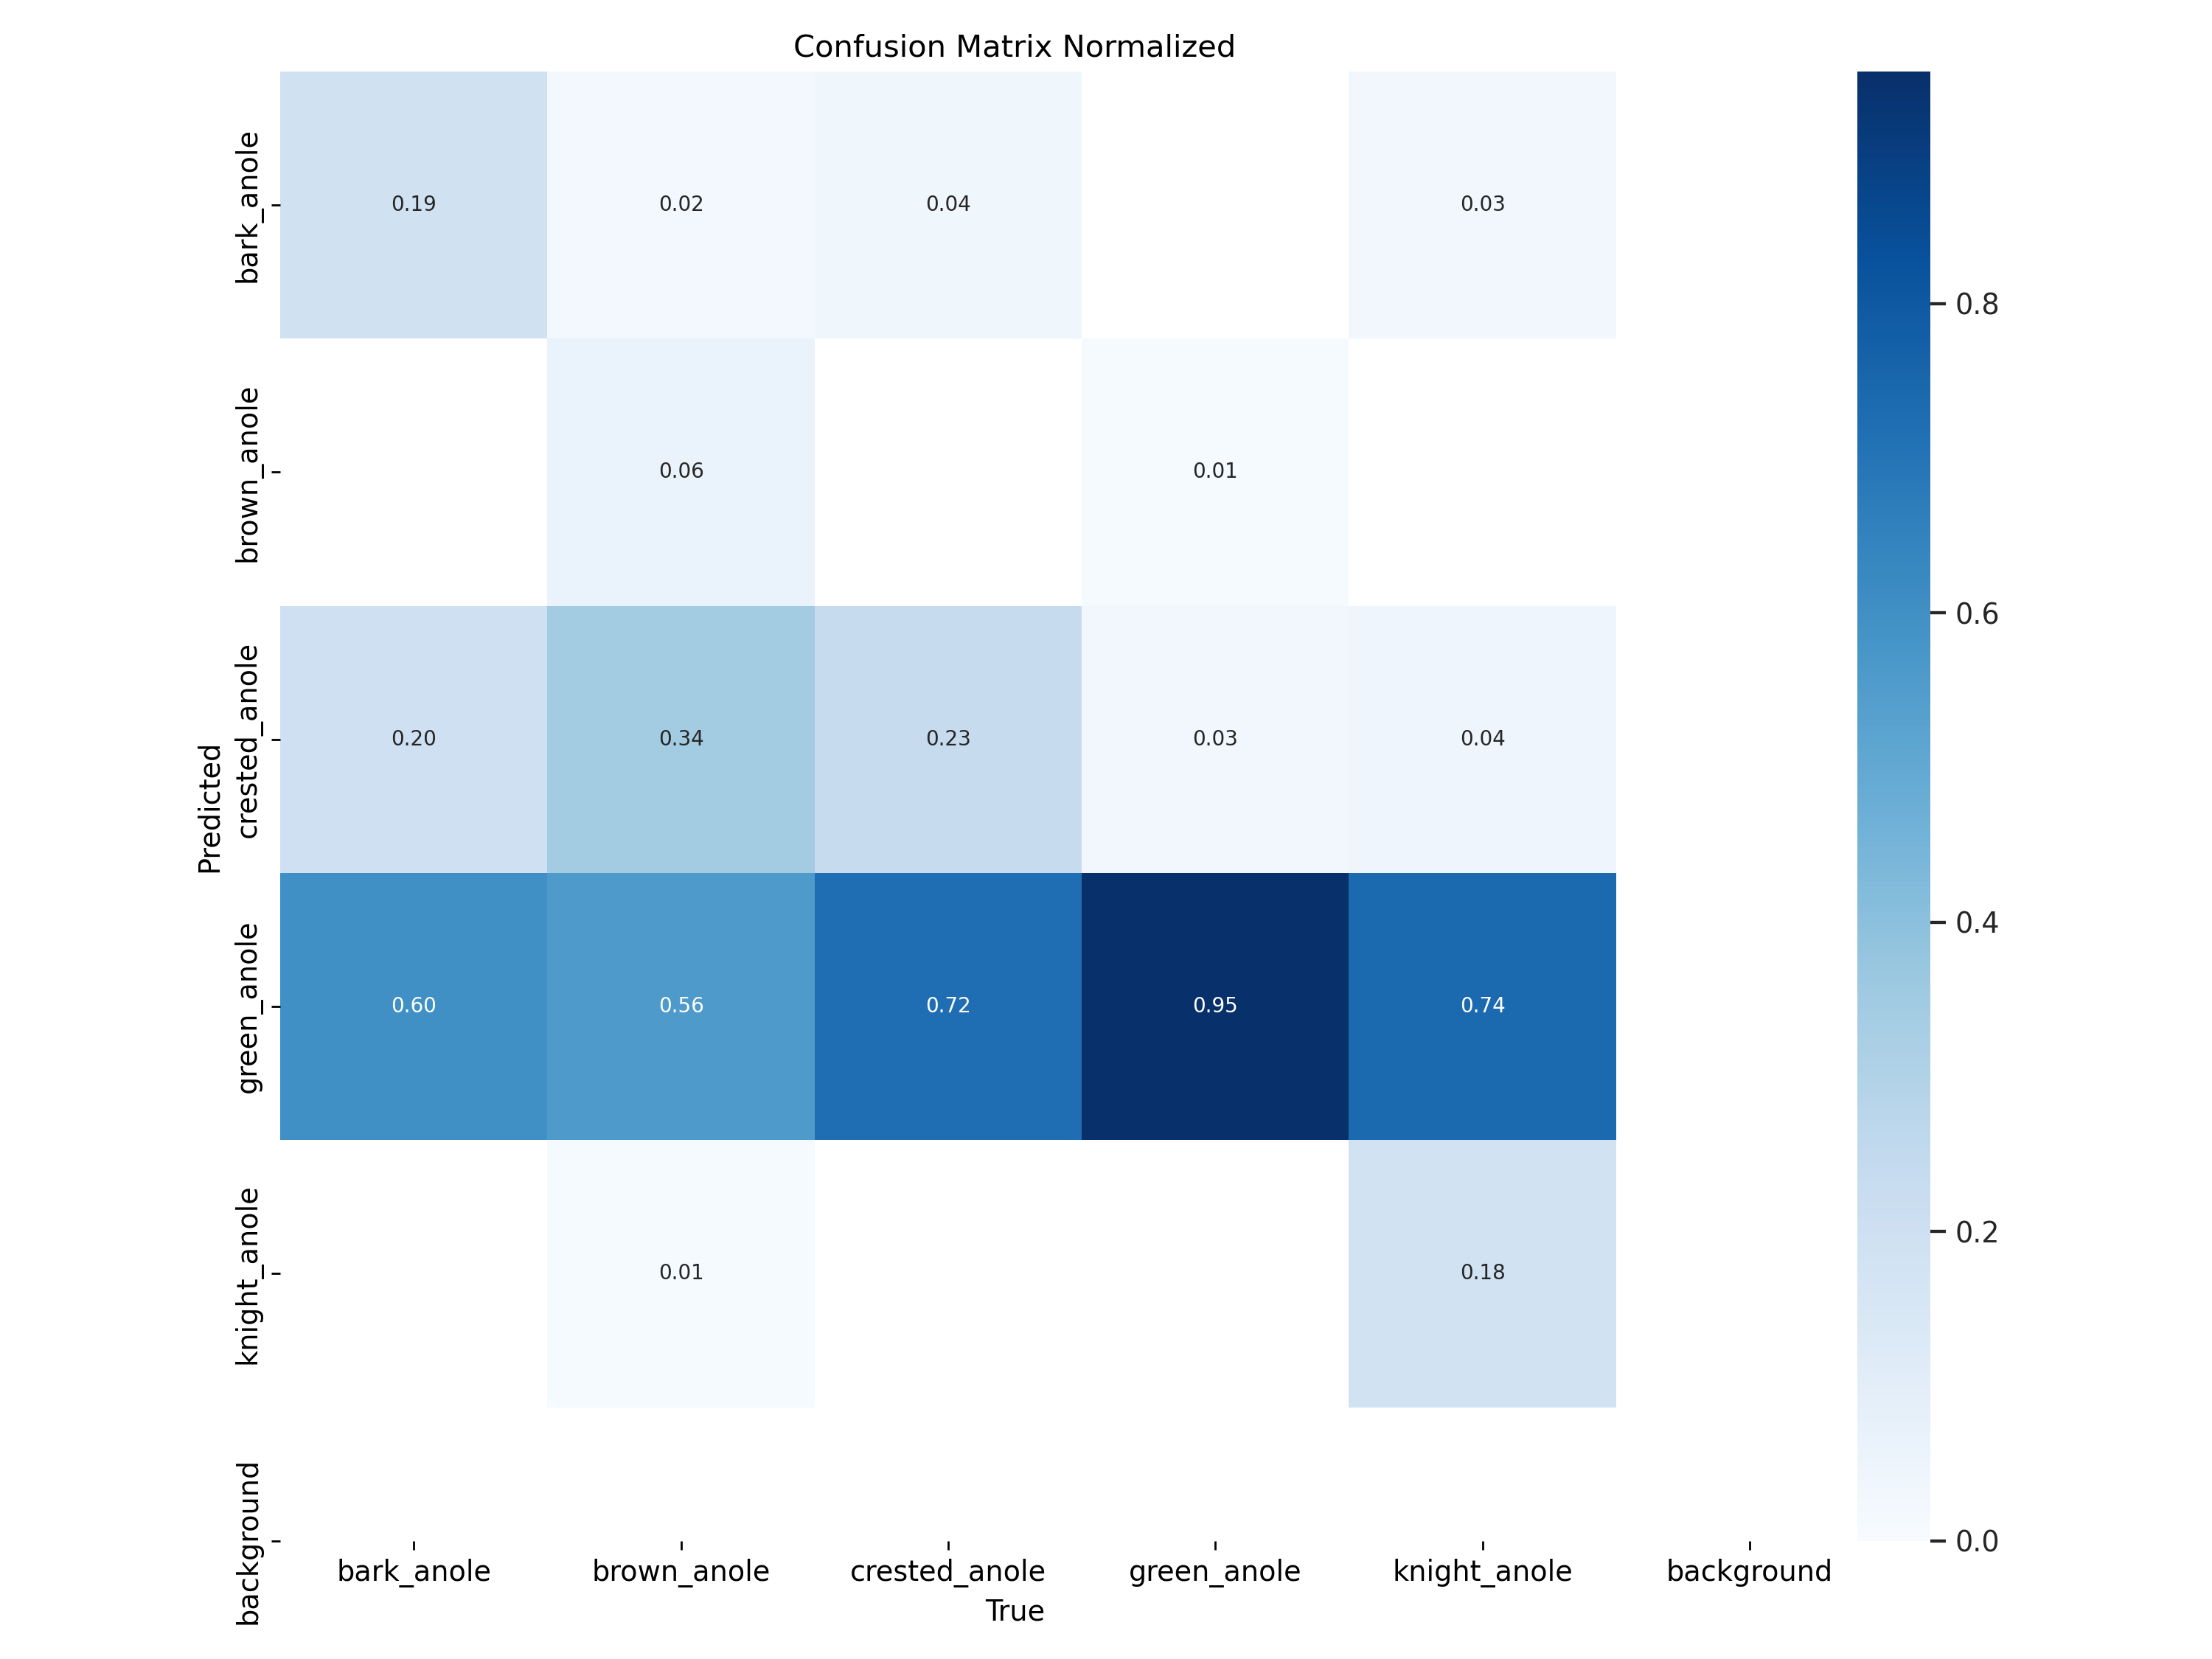 Confusion Matrix Normalized
Predicted
bark_anole
0.19
0.02
0.04
0.03
brown_anole
0.06
0.01
crested_anole
0.20
0.34
0.23
0.03
0.04
green_anole
0.60
0.56
0.72
0.95
0.74
knight_anole
0.01
0.18
background
bark_anole
brown_anole
crested_anole
green_anole
knight_anole
background
True
0.8
0.6
0.4
0.2
0.0